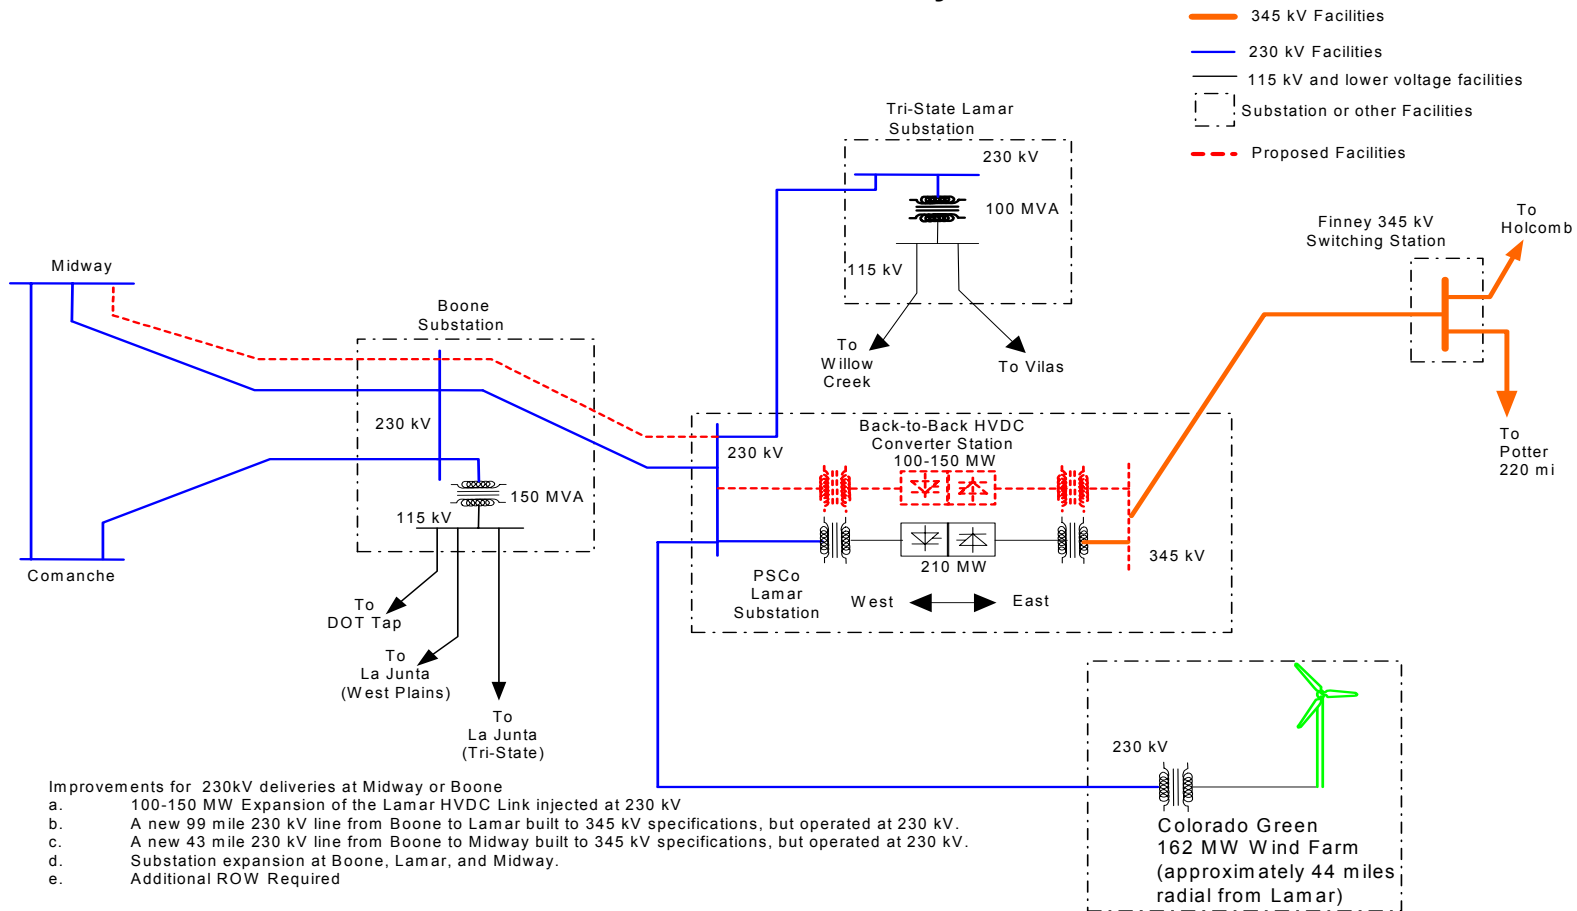 345 kV Facilities
230 kV Facilities
115 kV and lower voltage facilities
Substation or other Facilities
Proposed Facilities
Tri-State Lamar
Substation
230 kV
100 MVA
115 kV
To
Willow
Creek
To Vilas
Finney 345 kV
Switching Station
To
Holcomb
To
Potter
220 mi
Midway
Boone
Substation
230 kV
150 MVA
115 kV
Comanche
To
DOT Tap
To
La Junta
(West Plains)
To
La Junta
(Tri-State)
230 kV
Back-to-Back HVDC
Converter Station
100-150 MW
210 MW
345 kV
PSCo
Lamar
Substation
West
East
230 kV
Colorado Green
162 MW Wind Farm
(approximately 44 miles
radial from Lamar)
Improvements for 230kV deliveries at Midway or Boone
a. 100-150 MW Expansion of the Lamar HVDC Link injected at 230 kV
b. A new 99 mile 230 kV line from Boone to Lamar built to 345 kV specifications, but operated at 230 kV.
c. A new 43 mile 230 kV line from Boone to Midway built to 345 kV specifications, but operated at 230 kV.
d. Substation expansion at Boone, Lamar, and Midway.
e. Additional ROW Required